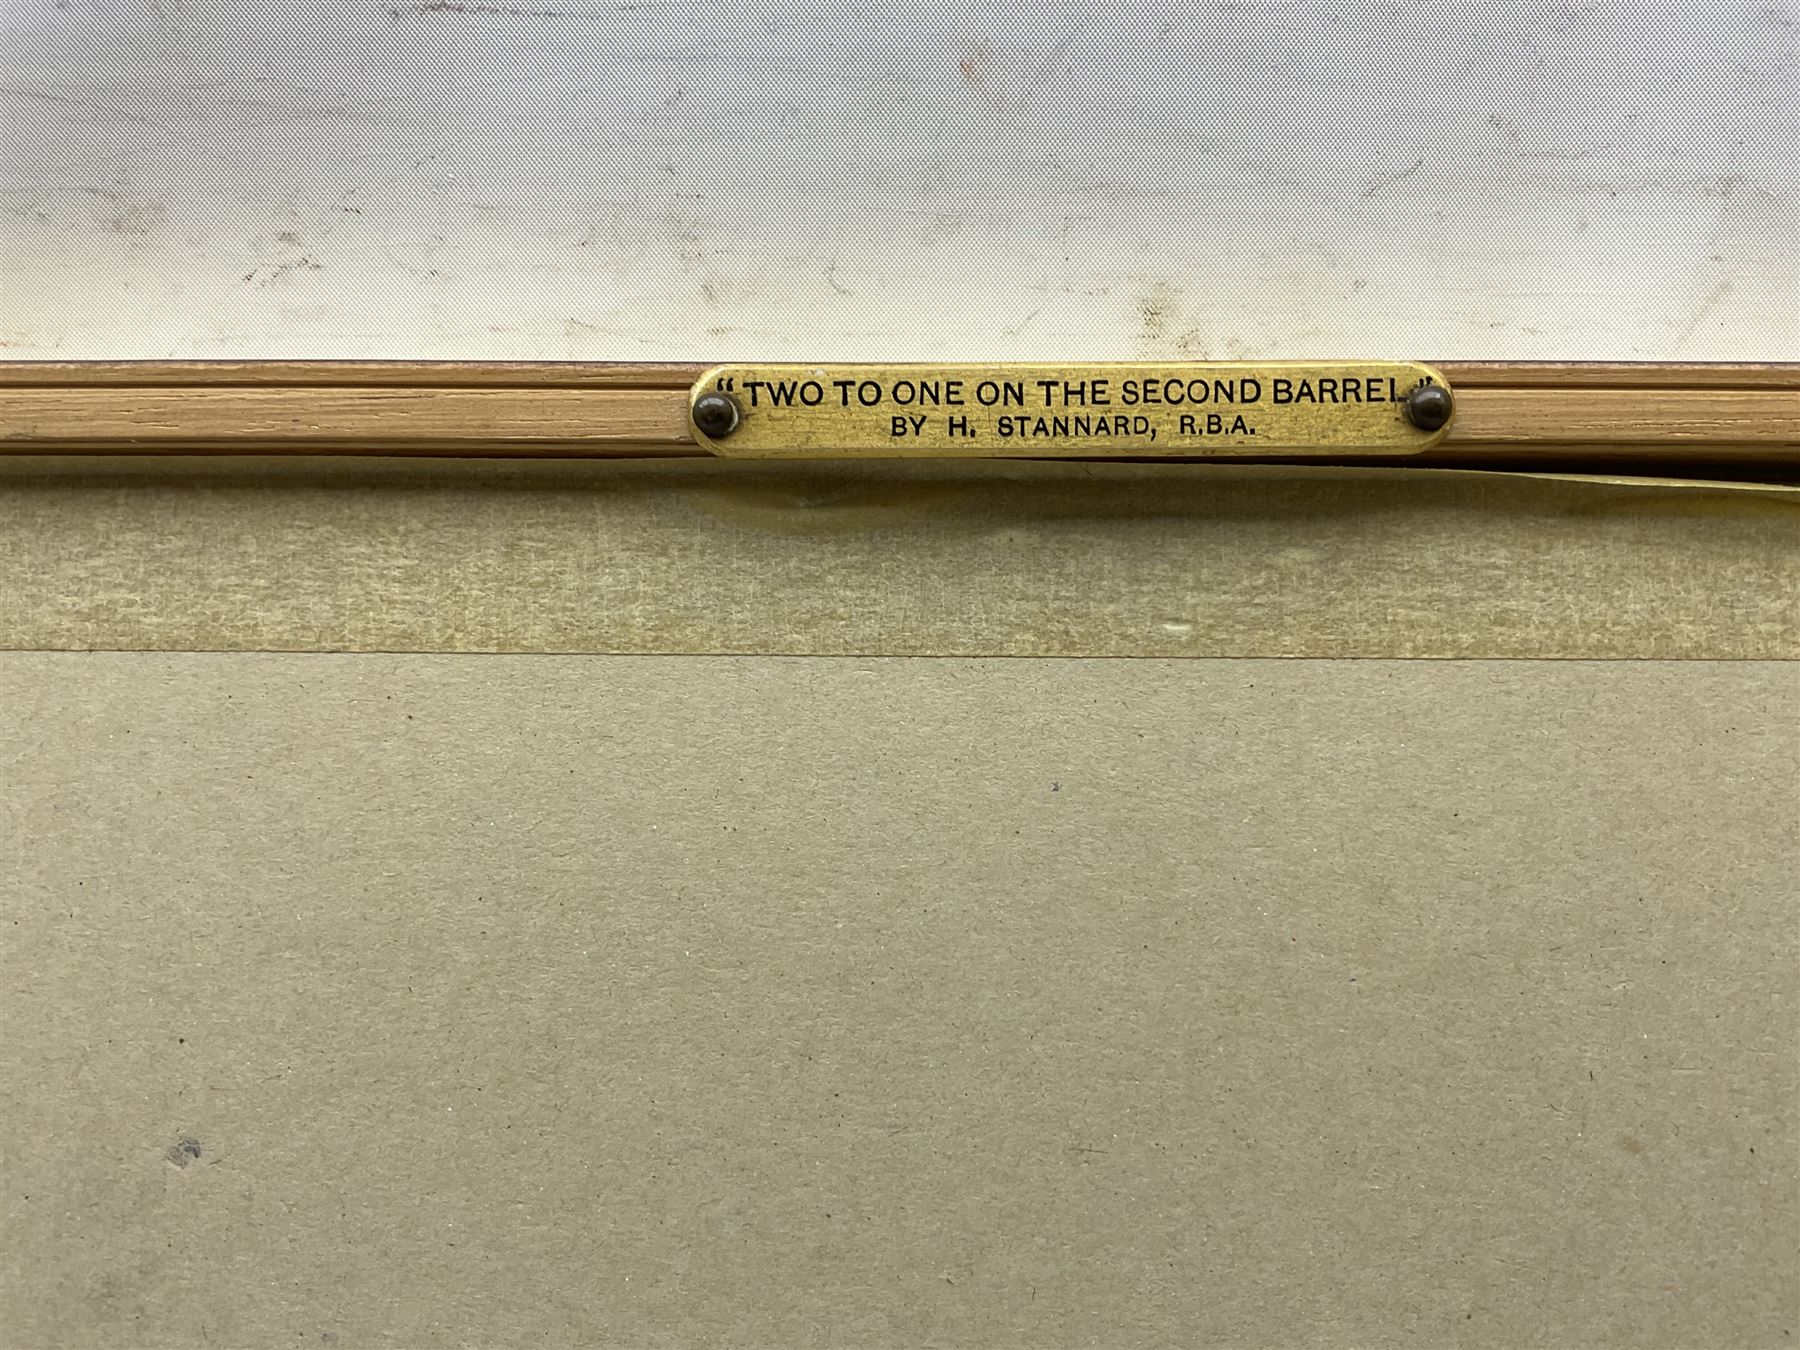 “TWO TO ONE ON THE SECOND BARREL”
BY H. STANNARD, R.B.A.